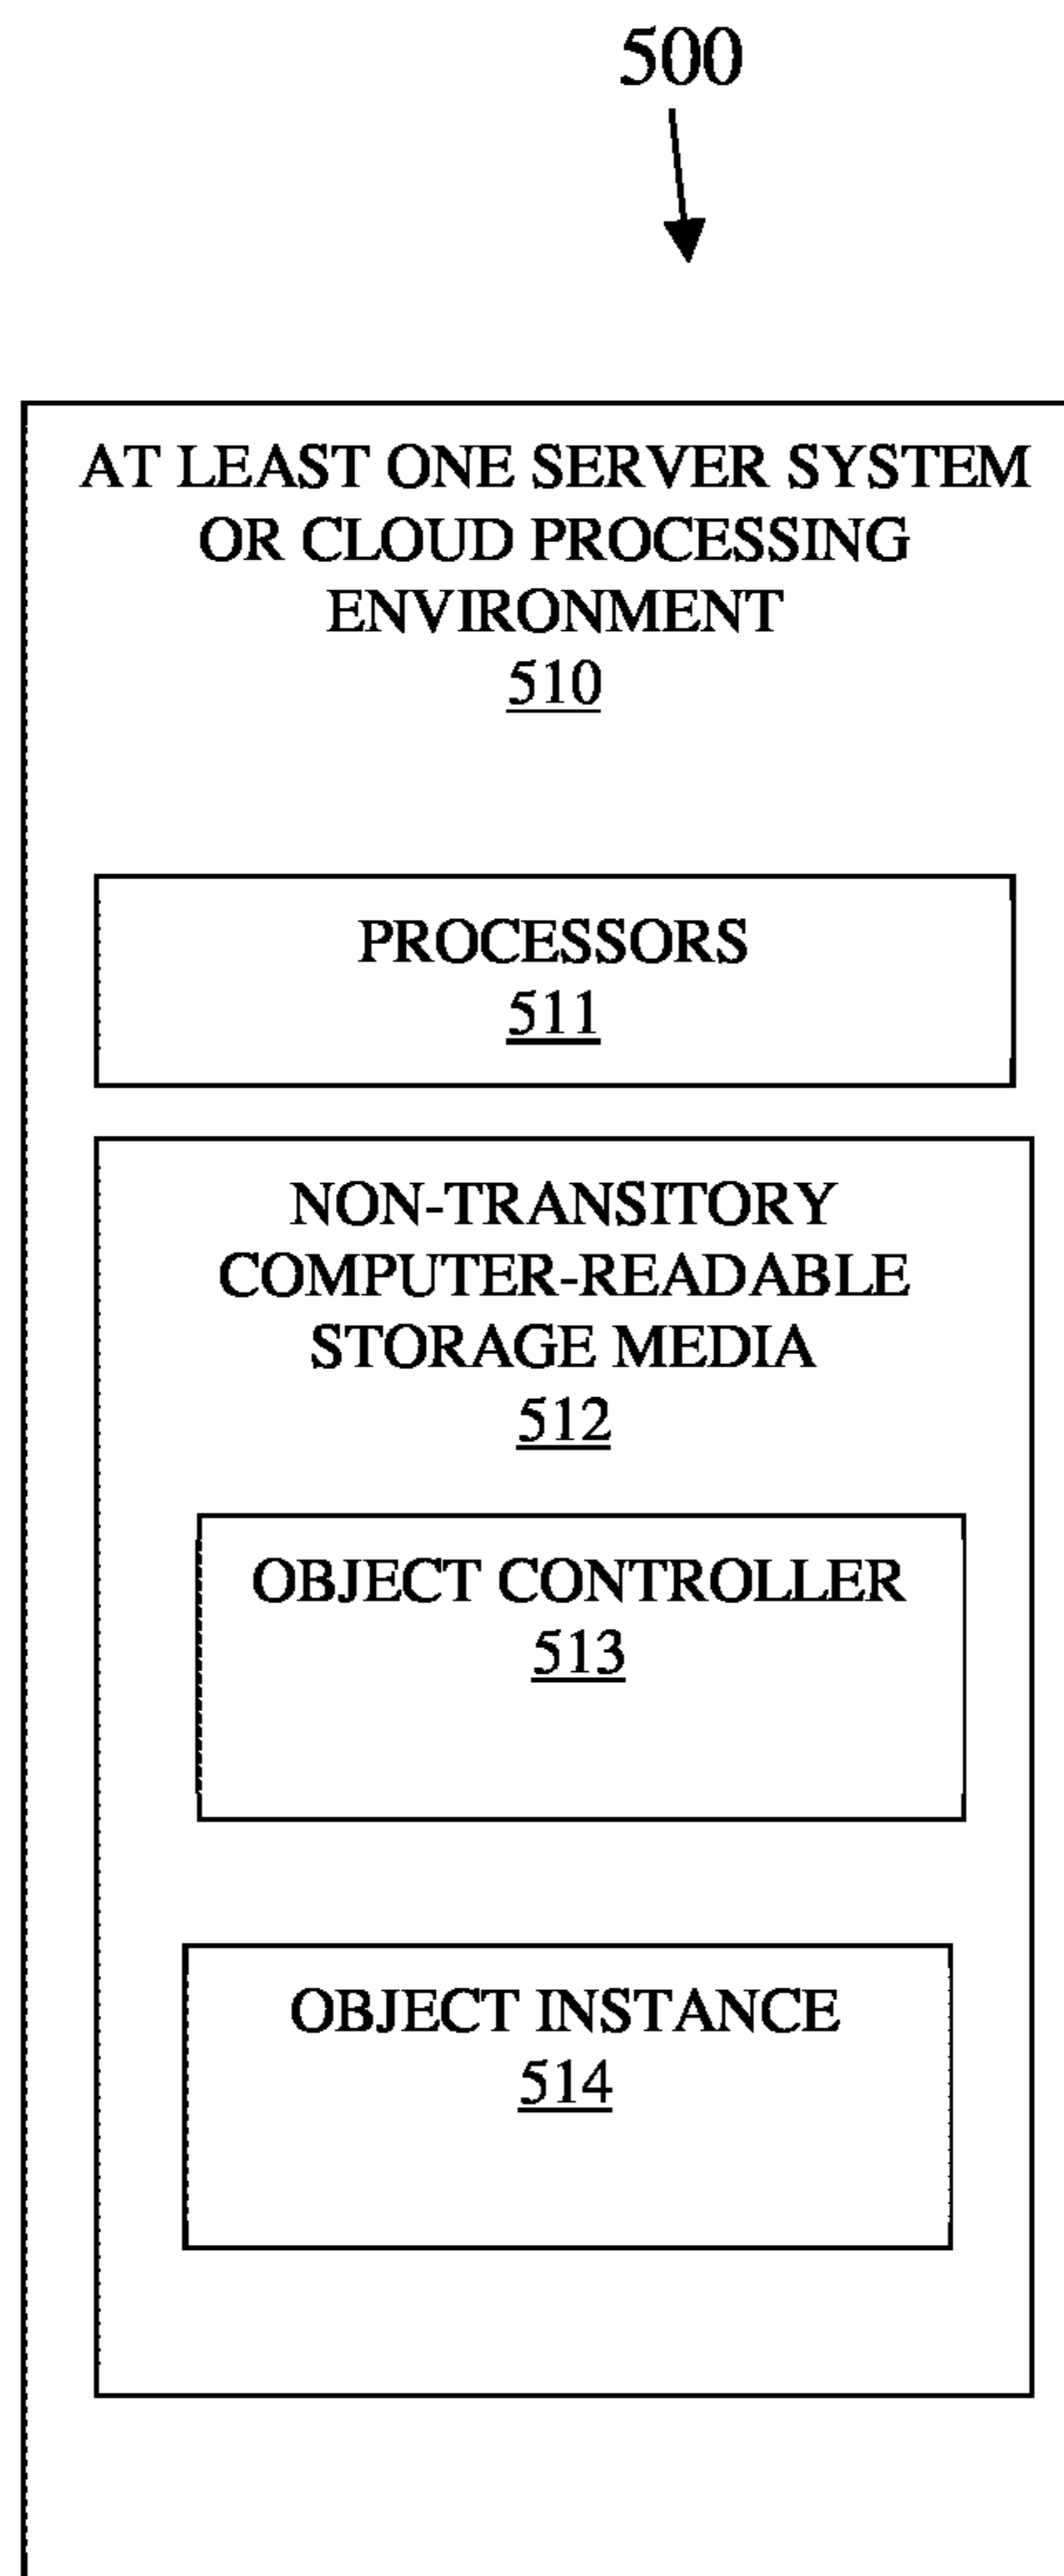 500
AT LEAST ONE SERVER SYSTEM
OR CLOUD PROCESSING
ENVIRONMENT
510
PROCESSORS
511
NON-TRANSITORY
COMPUTER-READABLE
STORAGE MEDIA
512
OBJECT CONTROLLER
513
OBJECT INSTANCE
514